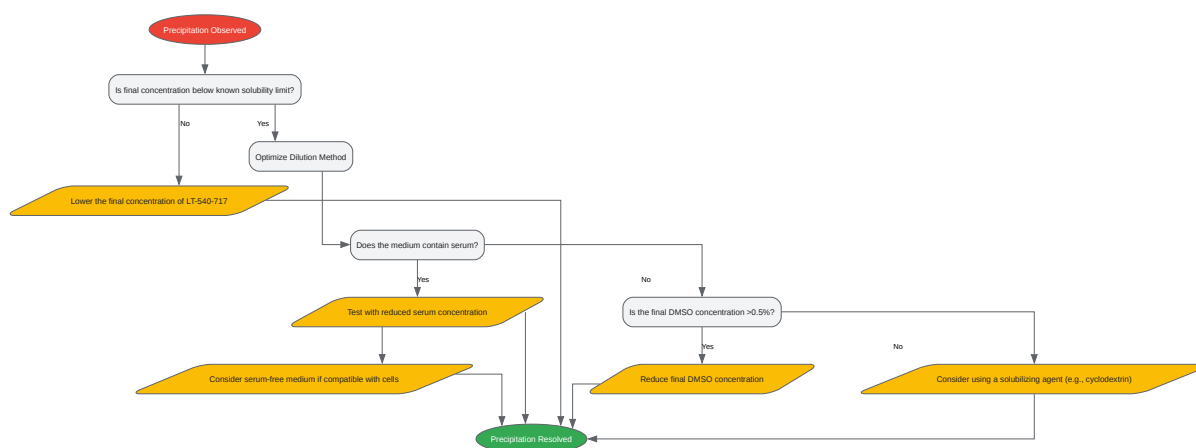 Precipitation Observed
Is final concentration below known solubility limit?
No
Yes
Optimize Dilution Method
Lower the final concentration of LT-540-717
Does the medium contain serum?
Yes
No
Test with reduced serum concentration
Is the final DMSO concentration >0.5%?
Yes
No
Consider serum-free medium if compatible with cells
Reduce final DMSO concentration
Consider using a solubilizing agent (e.g., cyclodextrin)
Precipitation Resolved